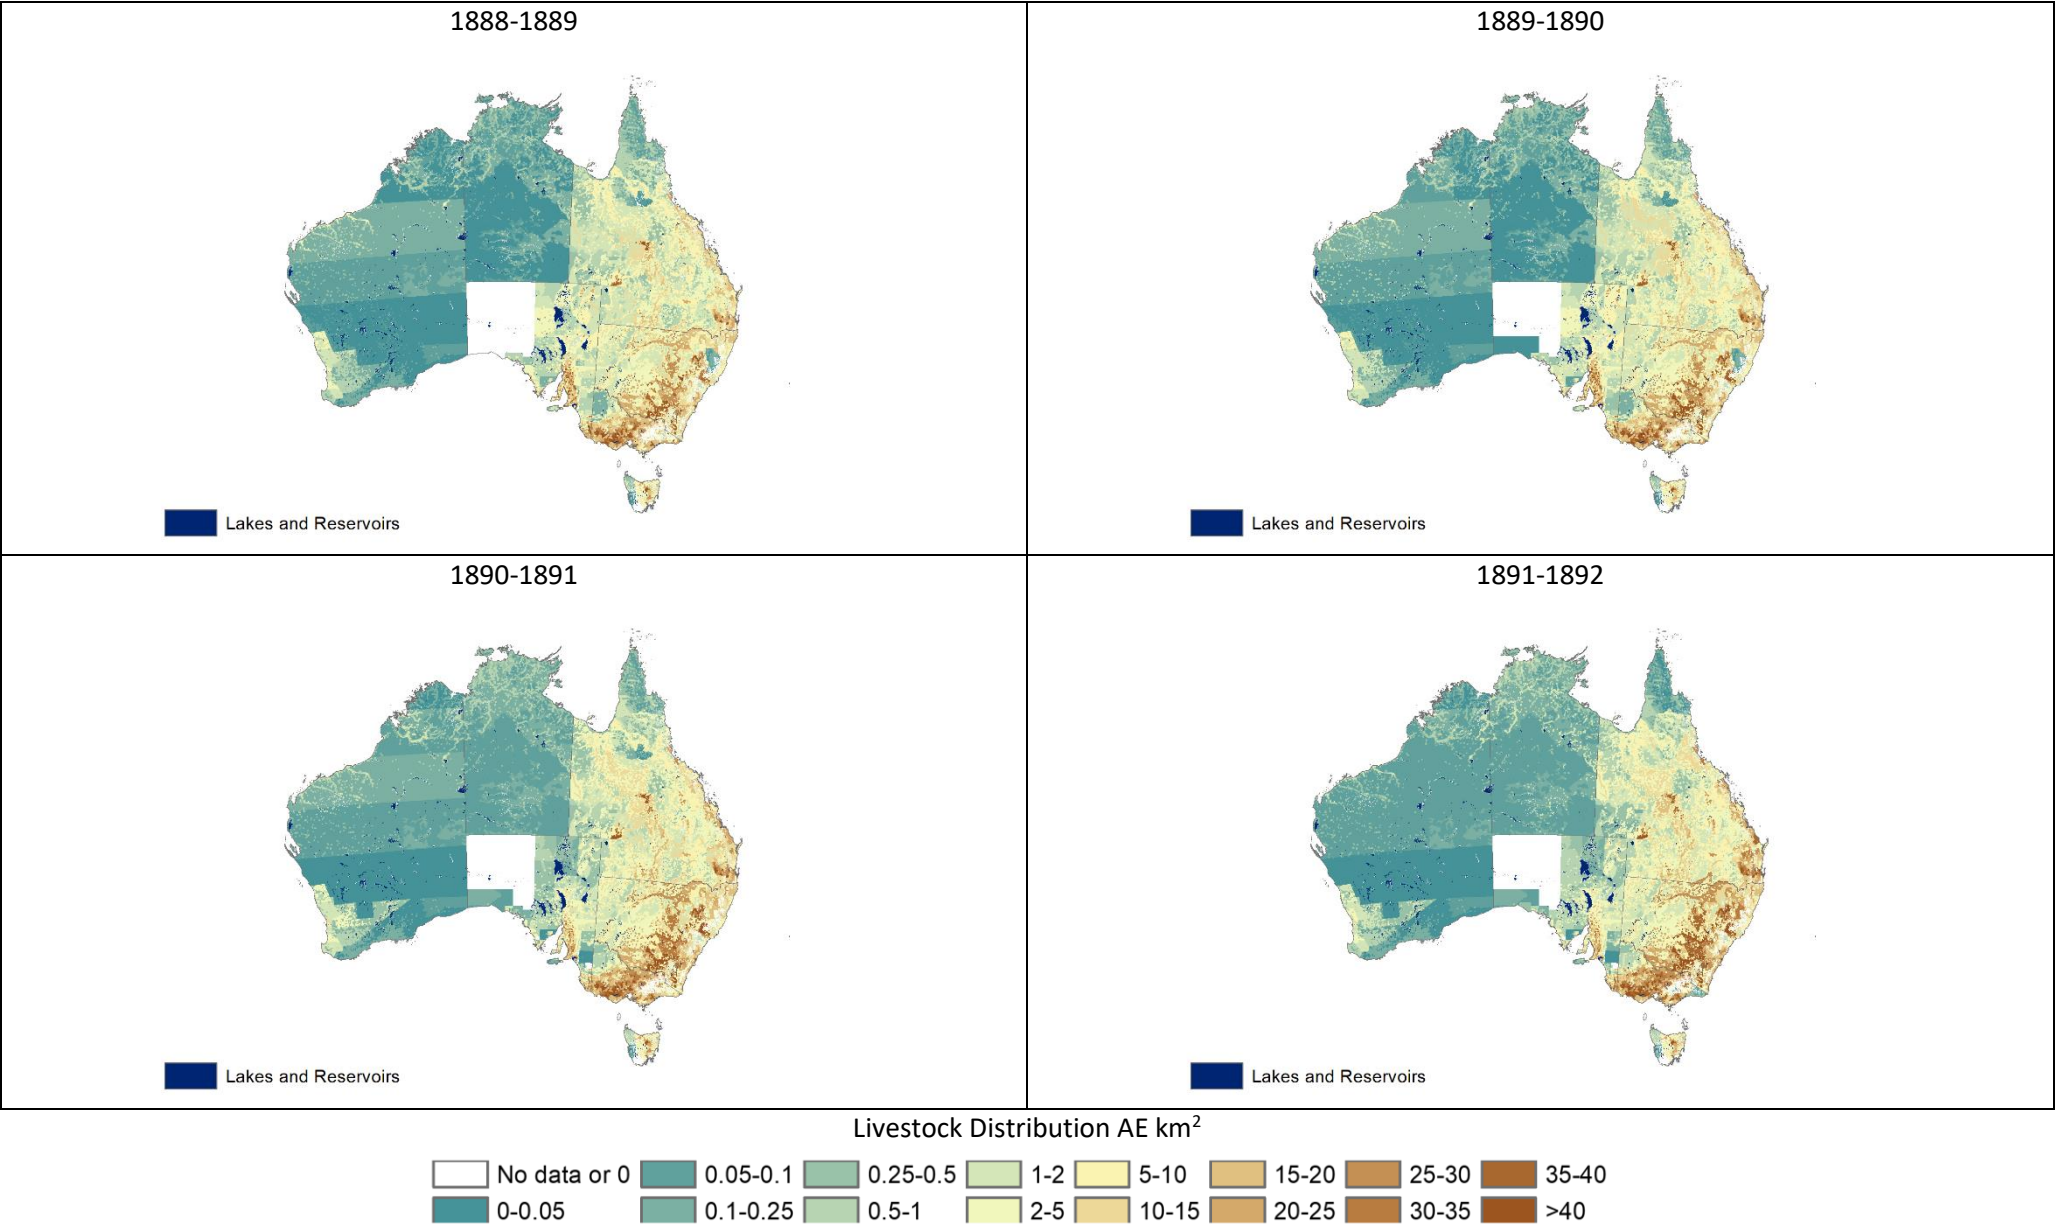 1888-1889
1889-1890
Lakes and Reservoirs
Lakes and Reservoirs
1890-1891
1891-1892
Lakes and Reservoirs
Lakes and Reservoirs
Livestock Distribution AE km²
No data or 0 0.05-0.1 0.25-0.5 1-2 5-10 15-20 25-30 35-40
0-0.05 0.1-0.25 0.5-1 2-5 10-15 20-25 30-35 >40